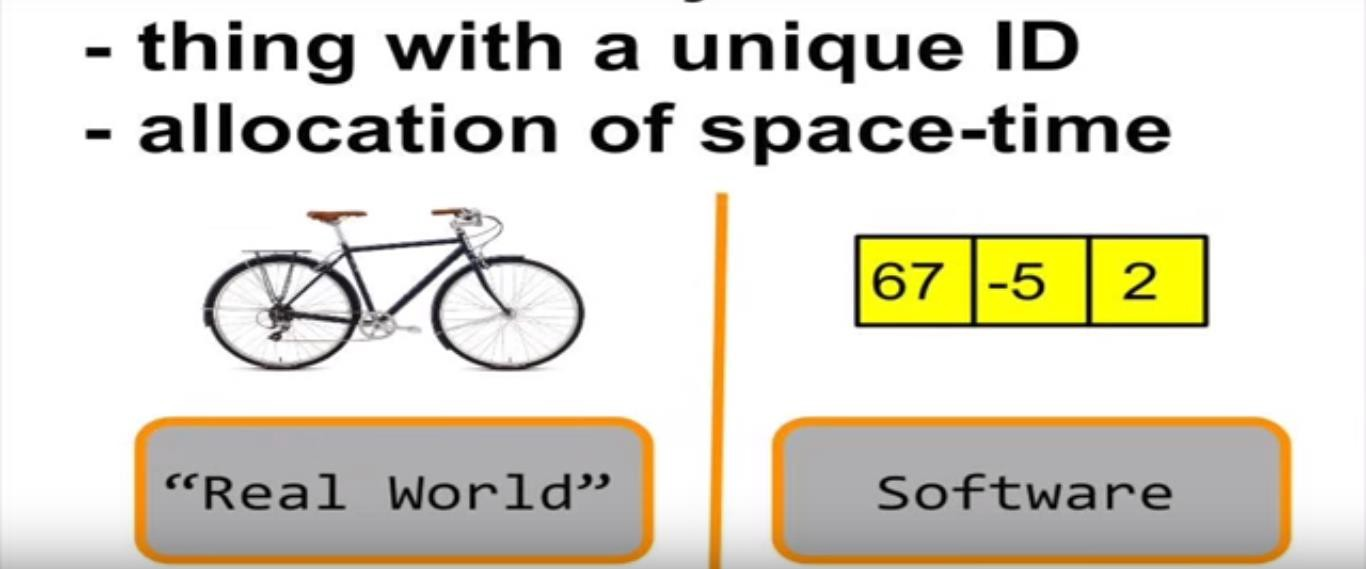 - thing with a unique ID
- allocation of space-time
67 -5 2
“Real World”
Software